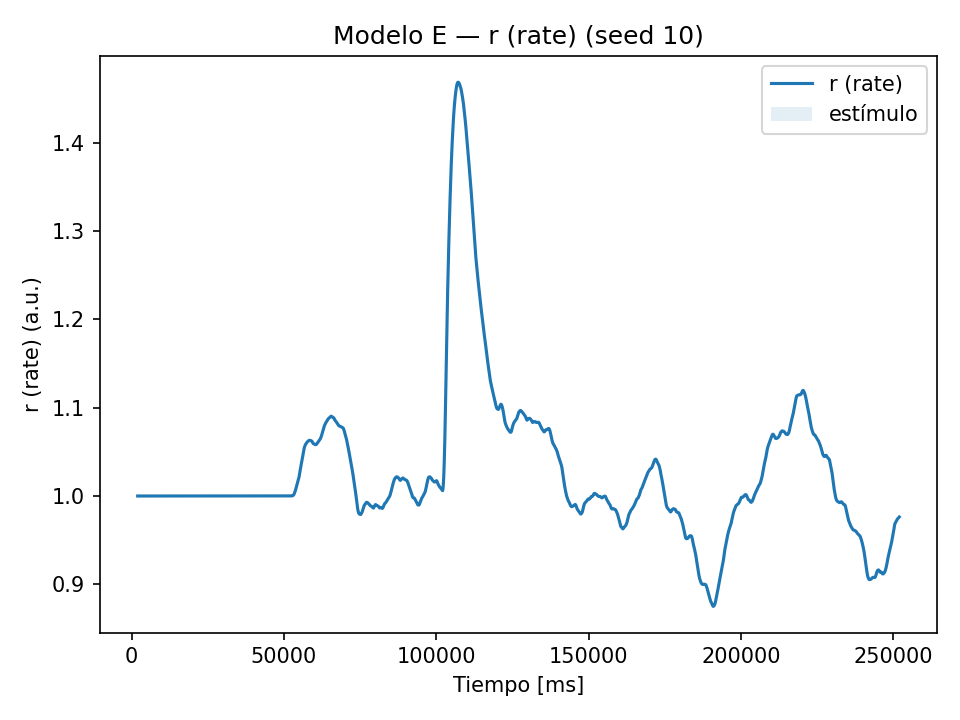 Modelo E — r (rate) (seed 10)
r (rate)
estímulo
r (rate) (a.u.)
1.4
1.3
1.2
1.1
1.0
0.9
0
50000
100000
150000
200000
250000
Tiempo [ms]